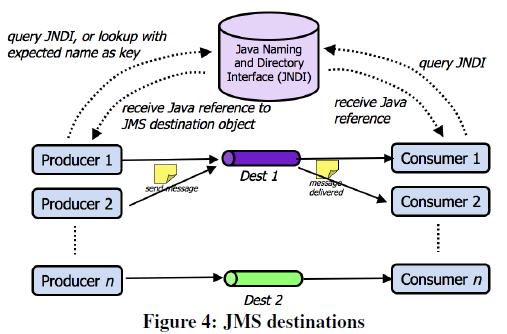 query JNDI, or lookup with
expected name as key
Java Naming
and Directory
Interface (JNDI)
query JNDI
receive Java reference to
JMS destination object
receive Java
reference
Producer 1
Dest 1
Consumer 1
send message
message
delivered
Producer 2
Consumer 2
Producer n
Dest 2
Consumer n
Figure 4: JMS destinations